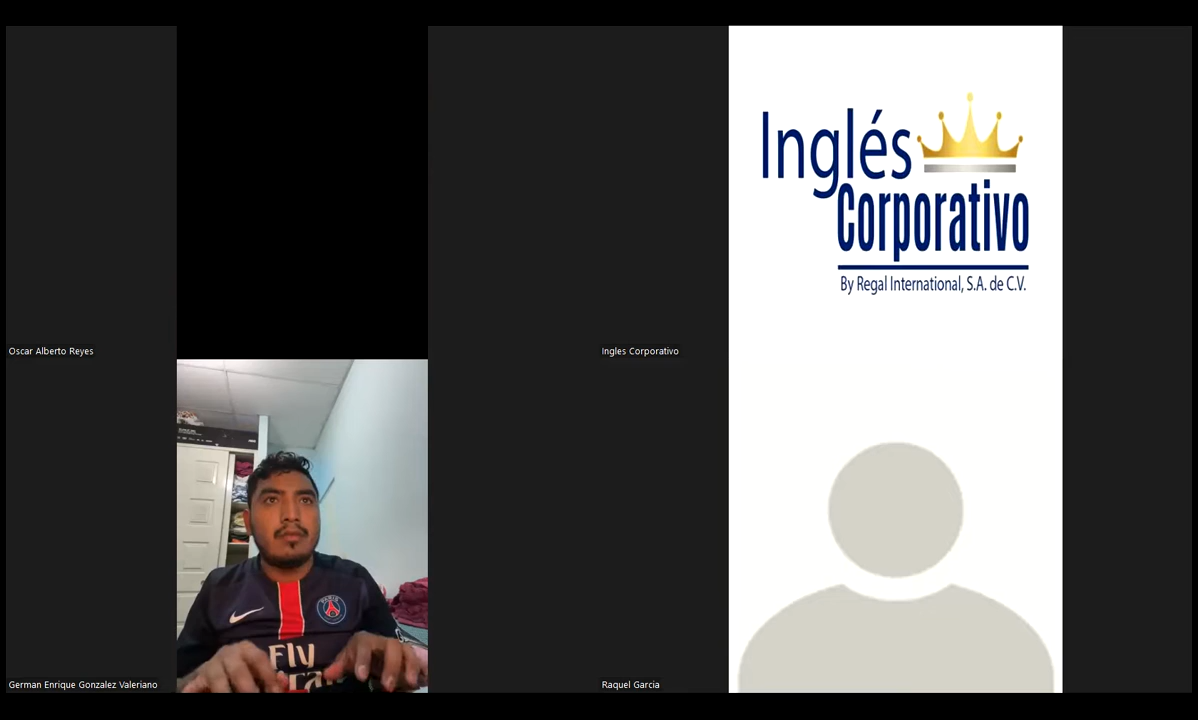 Inglés
Corporativo
By Regal International, S.A. de C.V.
Oscar Alberto Reyes
Ingles Corporativo
PARIS
Fly
German Enrique Gonzalez Valeriano
Raquel Garcia